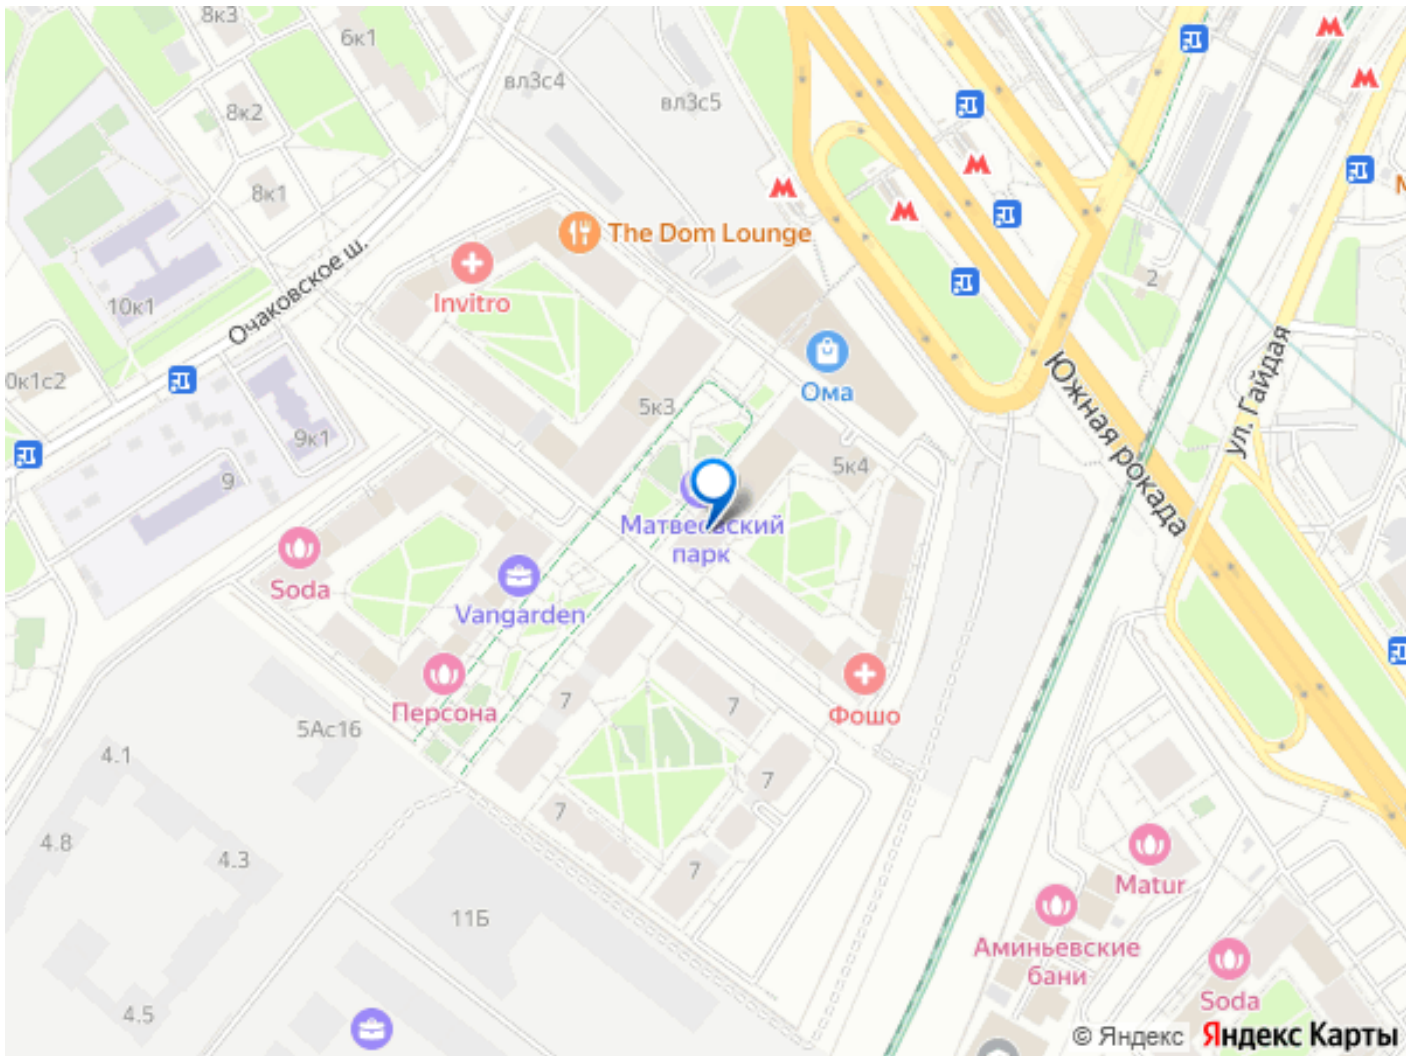 8к3
6к1
вл3с4
вл3с5
8к2
8к1
The Dom Lounge
Invitro
10к1
Очаковское ш.
2
0к1с2
Ома
5к3
Южная рокада
ул. Гайдая
9к1
9
5к4
Матвеевский
парк
Soda
Vangarden
Персона
7
7
Фошо
5Ас16
4.1
7
7
4.8
4.3
7
Matur
11Б
Аминьевские
бани
Soda
4.5
© Яндекс Яндекс Карты